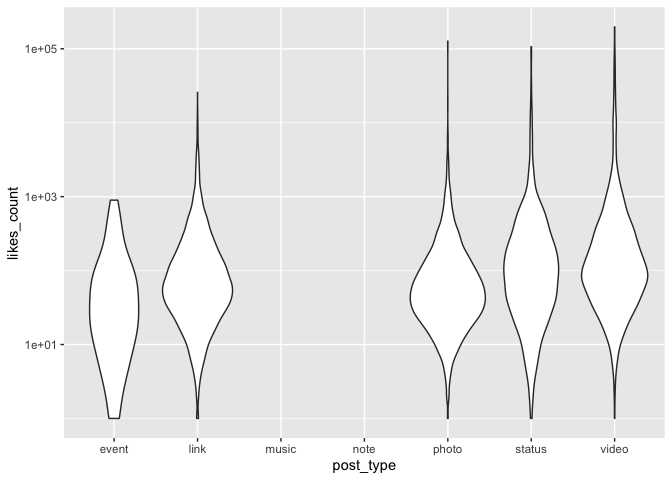 likes_count
1e+05
1e+03
1e+01
event link music note photo status video
post_type